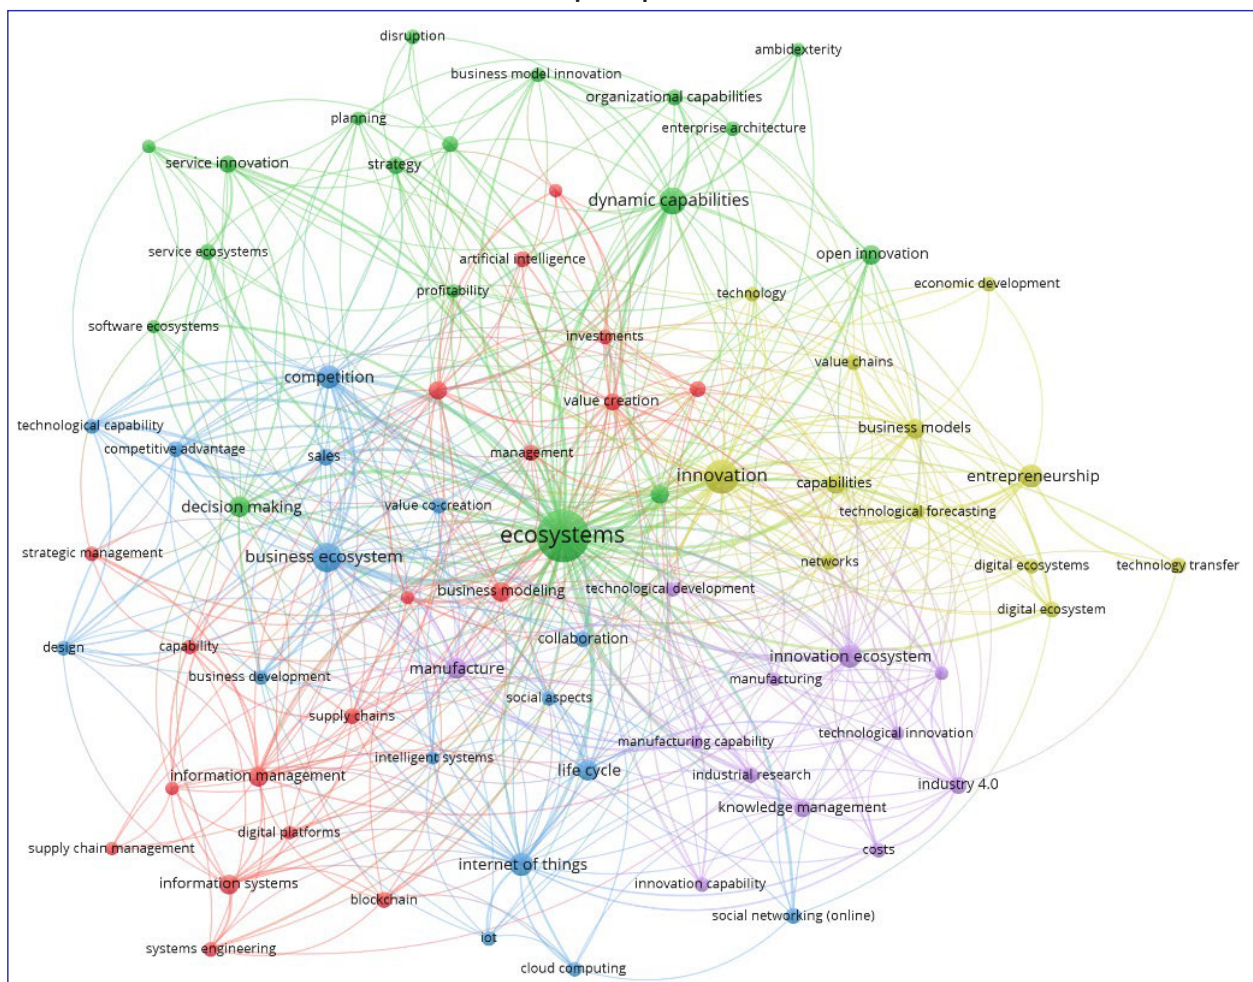 disruption
ambidexterity
business model innovation
organizational capabilities
planning
enterprise architecture
service innovation
strategy
dynamic capabilities
service ecosystems
artificial intelligence
open innovation
economic development
profitability
technology
software ecosystems
investments
value chains
competition
value creation
technological capability
business models
competitive advantage
sales
management
innovation
entrepreneurship
capabilities
decision making
value co-creation
technological forecasting
ecosystems
strategic management
business ecosystem
networks
digital ecosystems
technology transfer
business modeling
technological development
digital ecosystem
design
capability
collaboration
innovation ecosystem
business development
manufacture
manufacturing
social aspects
supply chains
technological innovation
intelligent systems
manufacturing capability
information management
life cycle
industrial research
industry 4.0
knowledge management
digital platforms
supply chain management
costs
internet of things
information systems
innovation capability
blockchain
social networking (online)
iot
systems engineering
cloud computing